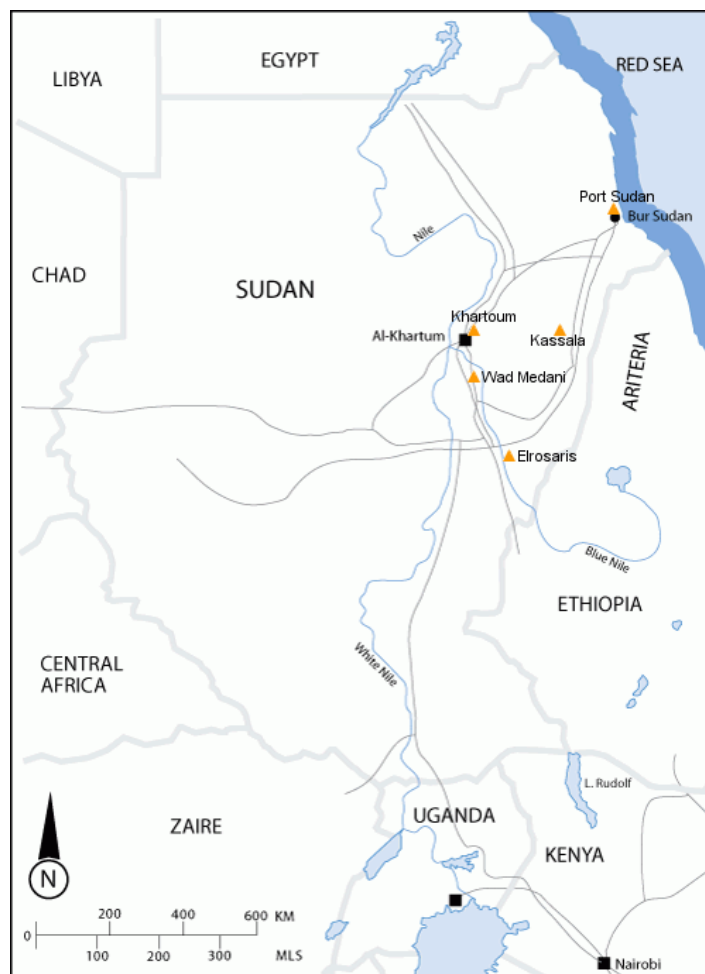 EGYPT
LIBYA
RED SEA
Port Sudan
Bur Sudan
Nile
CHAD
SUDAN
Khartoum
Al-Khartum
Kassala
Wad Medani
ARITERIA
Elrosaris
Blue Nile
ETHIOPIA
White Nile
CENTRAL
AFRICA
L. Rudolf
UGANDA
ZAIRE
KENYA
N
200 400 600 KM
0
100 200 300 MLS
Nairobi